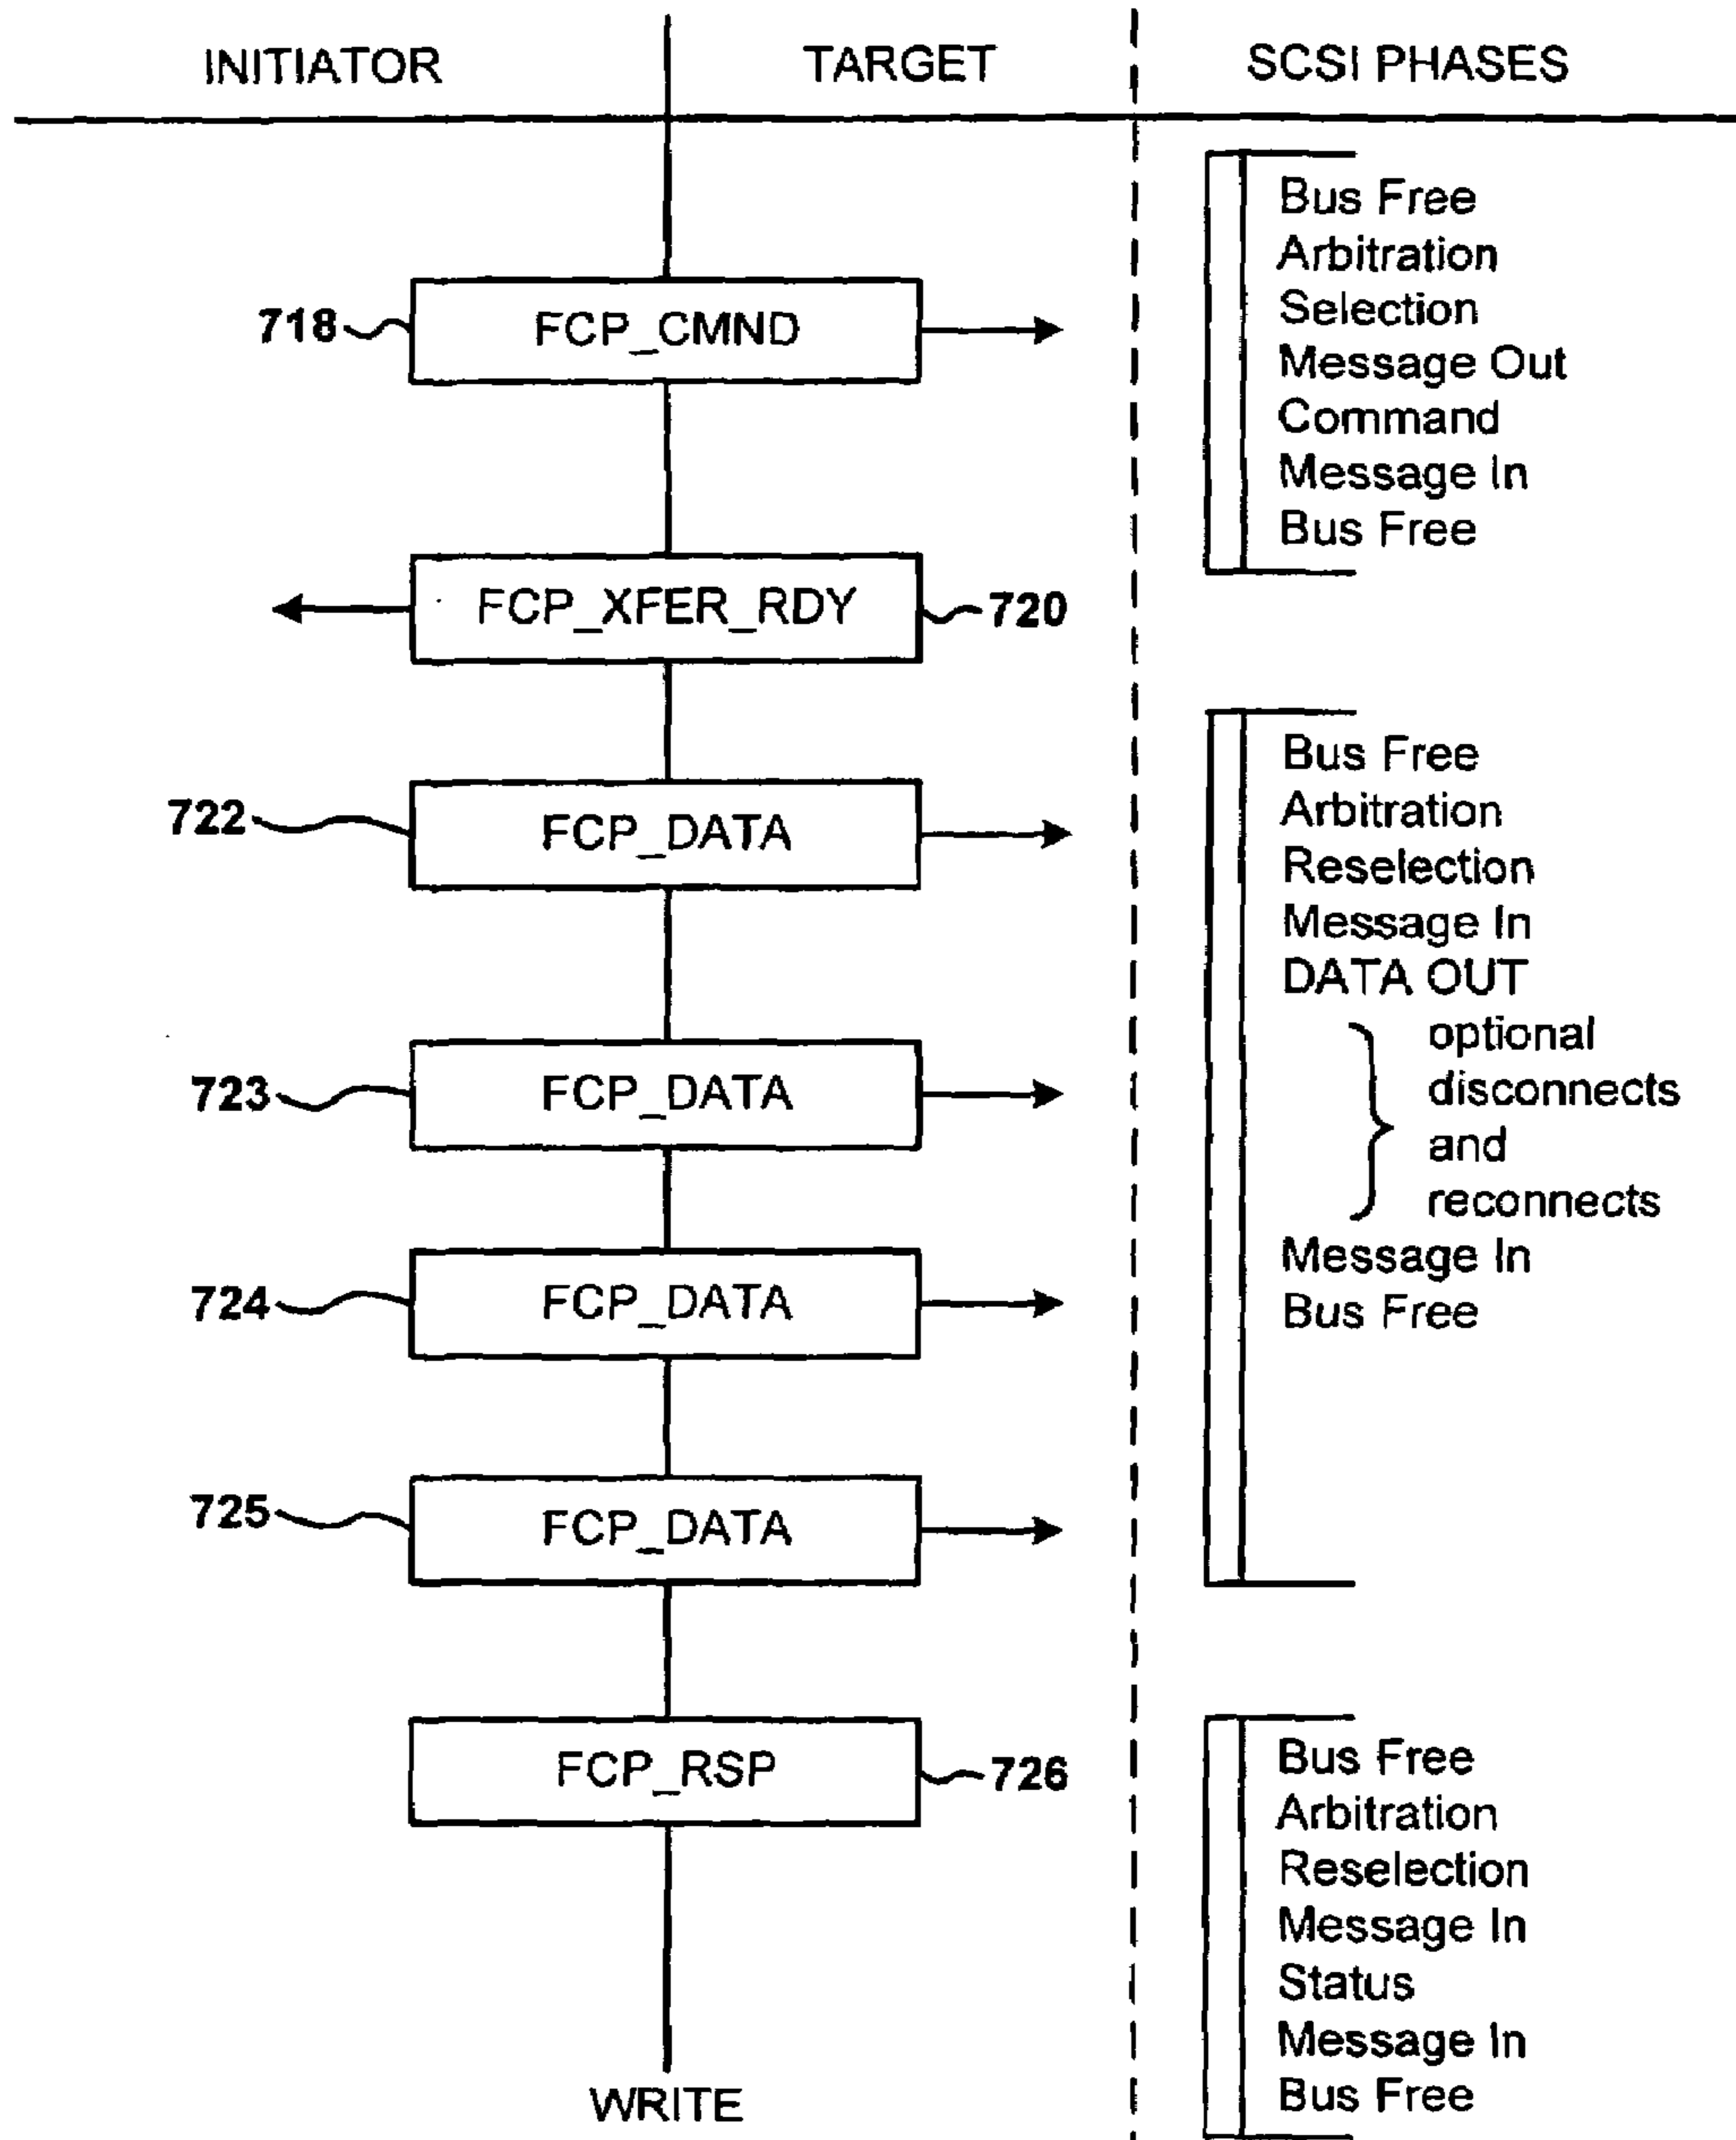 INITIATOR
TARGET
SCSI PHASES
718
FCP_CMND
Bus Free
Arbitration
Selection
Message Out
Command
Message In
Bus Free
FCP_XFER_RDY
720
722
FCP_DATA
723
FCP_DATA
724
FCP_DATA
725
FCP_DATA
Bus Free
Arbitration
Reselection
Message In
DATA OUT
optional
disconnects
and
reconnects
Message In
Bus Free
FCP_RSP
726
Bus Free
Arbitration
Reselection
Message In
Status
Message In
Bus Free
WRITE